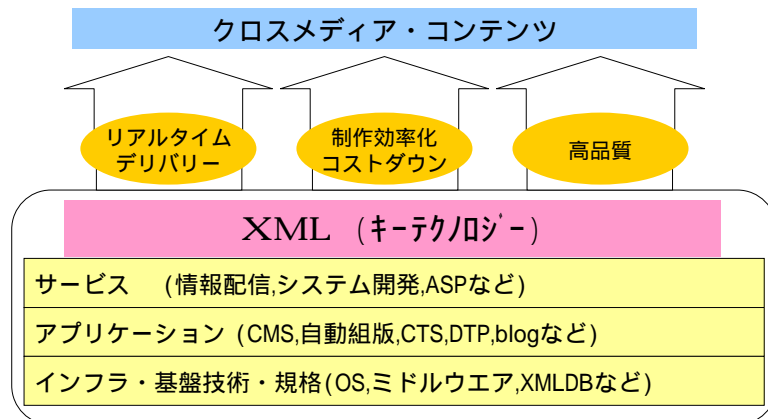 クロスメディア・コンテンツ
リアルタイム
デリバリー
制作効率化
コストダウン
高品質
XML (ｷｰﾃｸﾉﾛｼﾞｰ)
サービス (情報配信,システム開発,ASPなど)
アプリケーション (CMS,自動組版,CTS,DTP,blogなど)
インフラ・基盤技術・規格(OS,ミドルウエア,XMLDBなど)